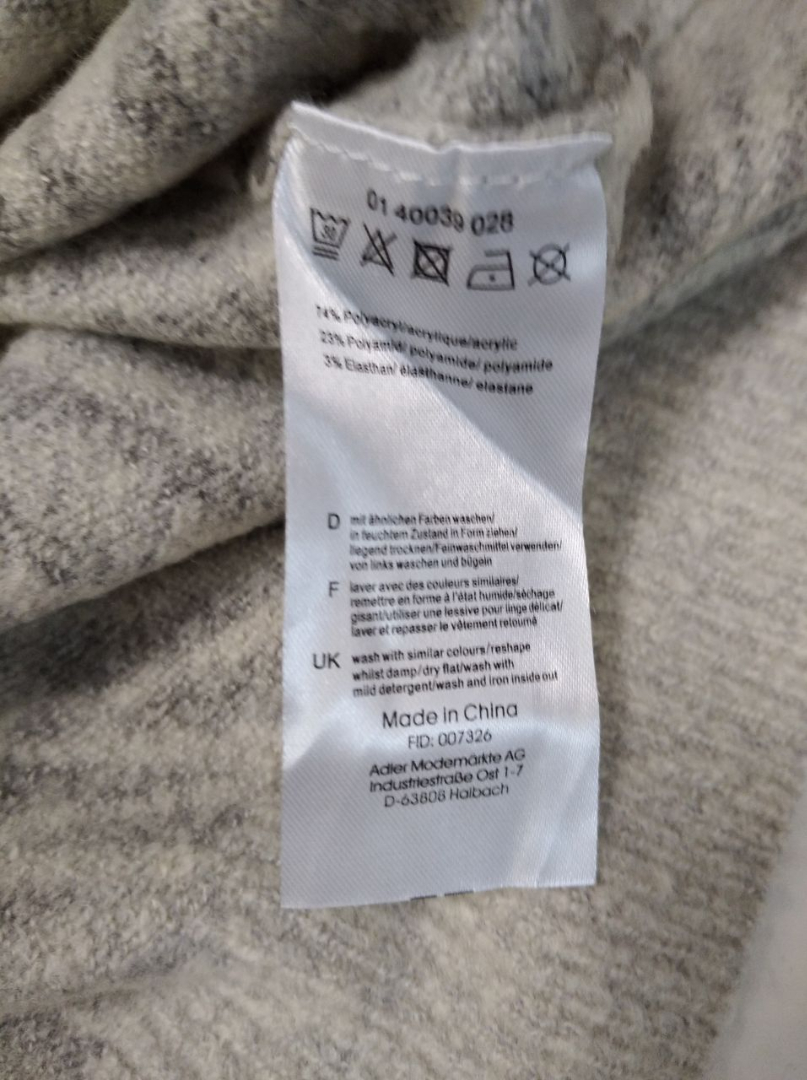 01 40039 028
30
74% Polyacryl/acrylique/acrylic
23% Polyamid/ polyamide/ polyamide
3% Elasthan/ élasthanne/ elastane
D mit ähnlichen Farben waschen/
in feuchtem Zustand in Form ziehen/
liegend trocknen/Feinwaschmittel verwenden/
von links waschen und bügeln
F laver avec des couleurs similaires/
remettre en forme à l'état humide/séchage
gisant/utiliser une lessive pour linge délicat/
laver et repasser le vêtement retourné
UK wash with similar colours/reshape
whilst damp/dry flat/wash with
mild detergent/wash and iron inside out
Made in China
FID: 007326
Adler Modemärkte AG
Industriestraße Ost 1-7
D-63808 Haibach